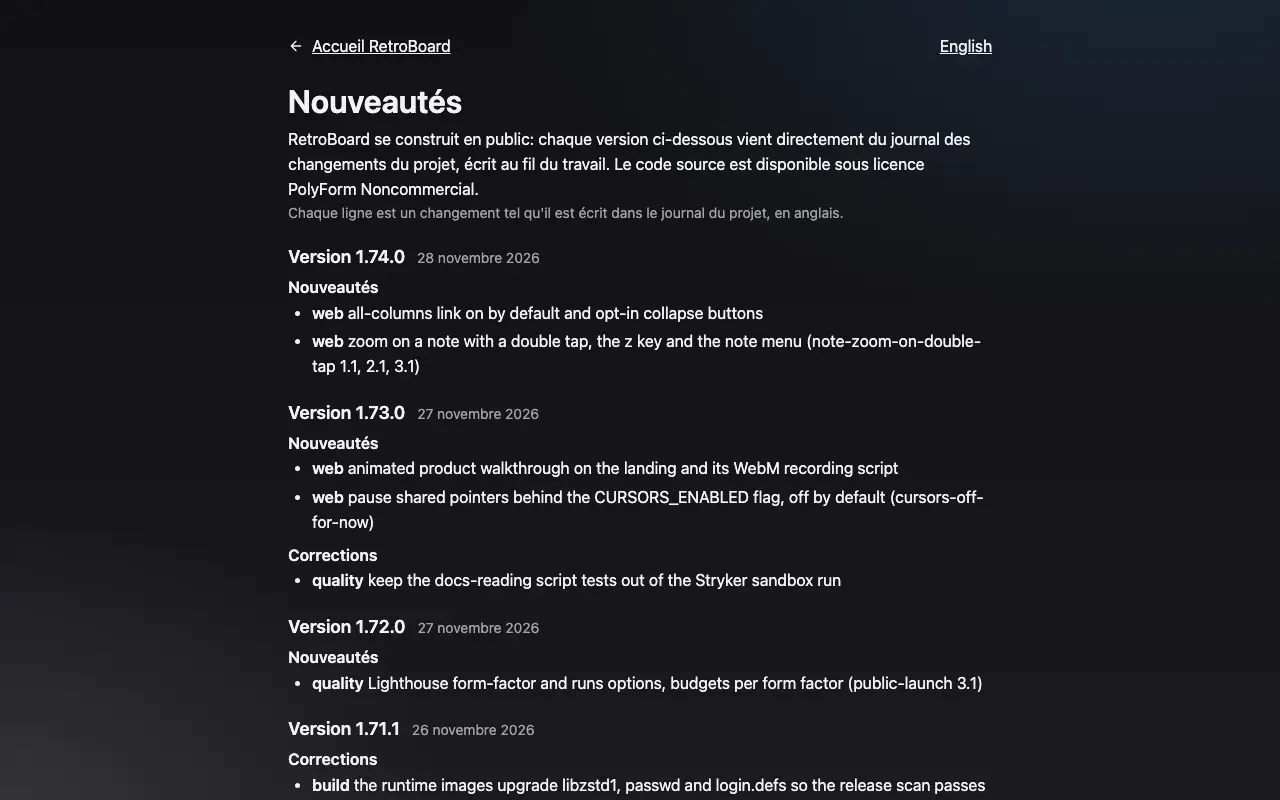 ← Accueil RetroBoard
English
Nouveautés
RetroBoard se construit en public: chaque version ci-dessous vient directement du journal des
changements du projet, écrit au fil du travail. Le code source est disponible sous licence
PolyForm Noncommercial.
Chaque ligne est un changement tel qu'il est écrit dans le journal du projet, en anglais.
Version 1.74.0 28 novembre 2026
Nouveautés
• web all-columns link on by default and opt-in collapse buttons
• web zoom on a note with a double tap, the z key and the note menu (note-zoom-on-double-
tap 1.1, 2.1, 3.1)
Version 1.73.0 27 novembre 2026
Nouveautés
• web animated product walkthrough on the landing and its WebM recording script
• web pause shared pointers behind the CURSORS_ENABLED flag, off by default (cursors-off-
for-now)
Corrections
• quality keep the docs-reading script tests out of the Stryker sandbox run
Version 1.72.0 27 novembre 2026
Nouveautés
• quality Lighthouse form-factor and runs options, budgets per form factor (public-launch 3.1)
Version 1.71.1 26 novembre 2026
Corrections
• build the runtime images upgrade libzstd1, passwd and login.defs so the release scan passes